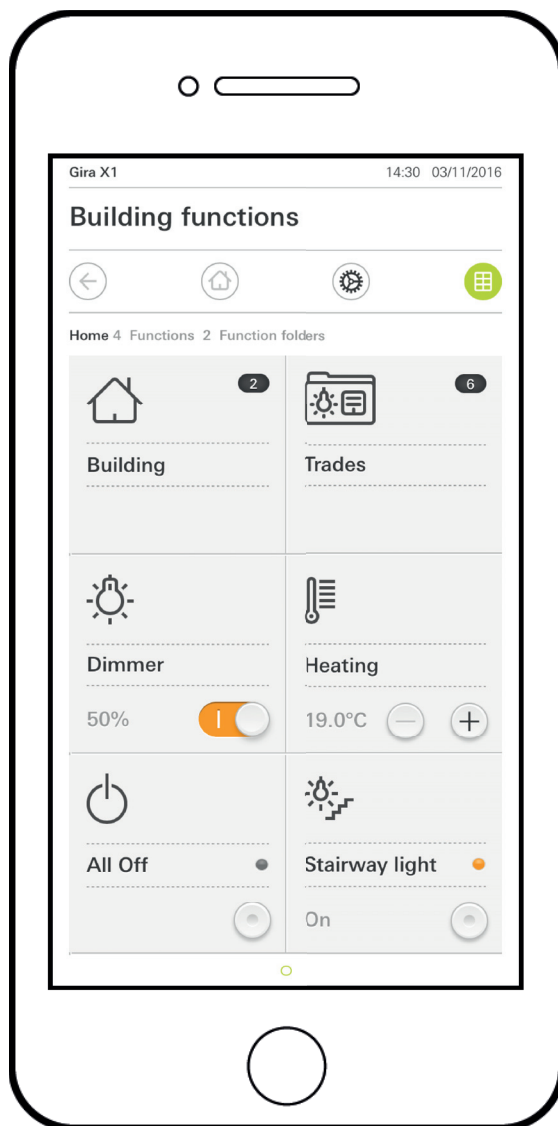 Gira X1 14:30 03/11/2016
Building functions
Home 4 Functions 2 Function folders
2 6
Building Trades
Dimmer Heating
50% 19.0°C
All Off Stairway light
On